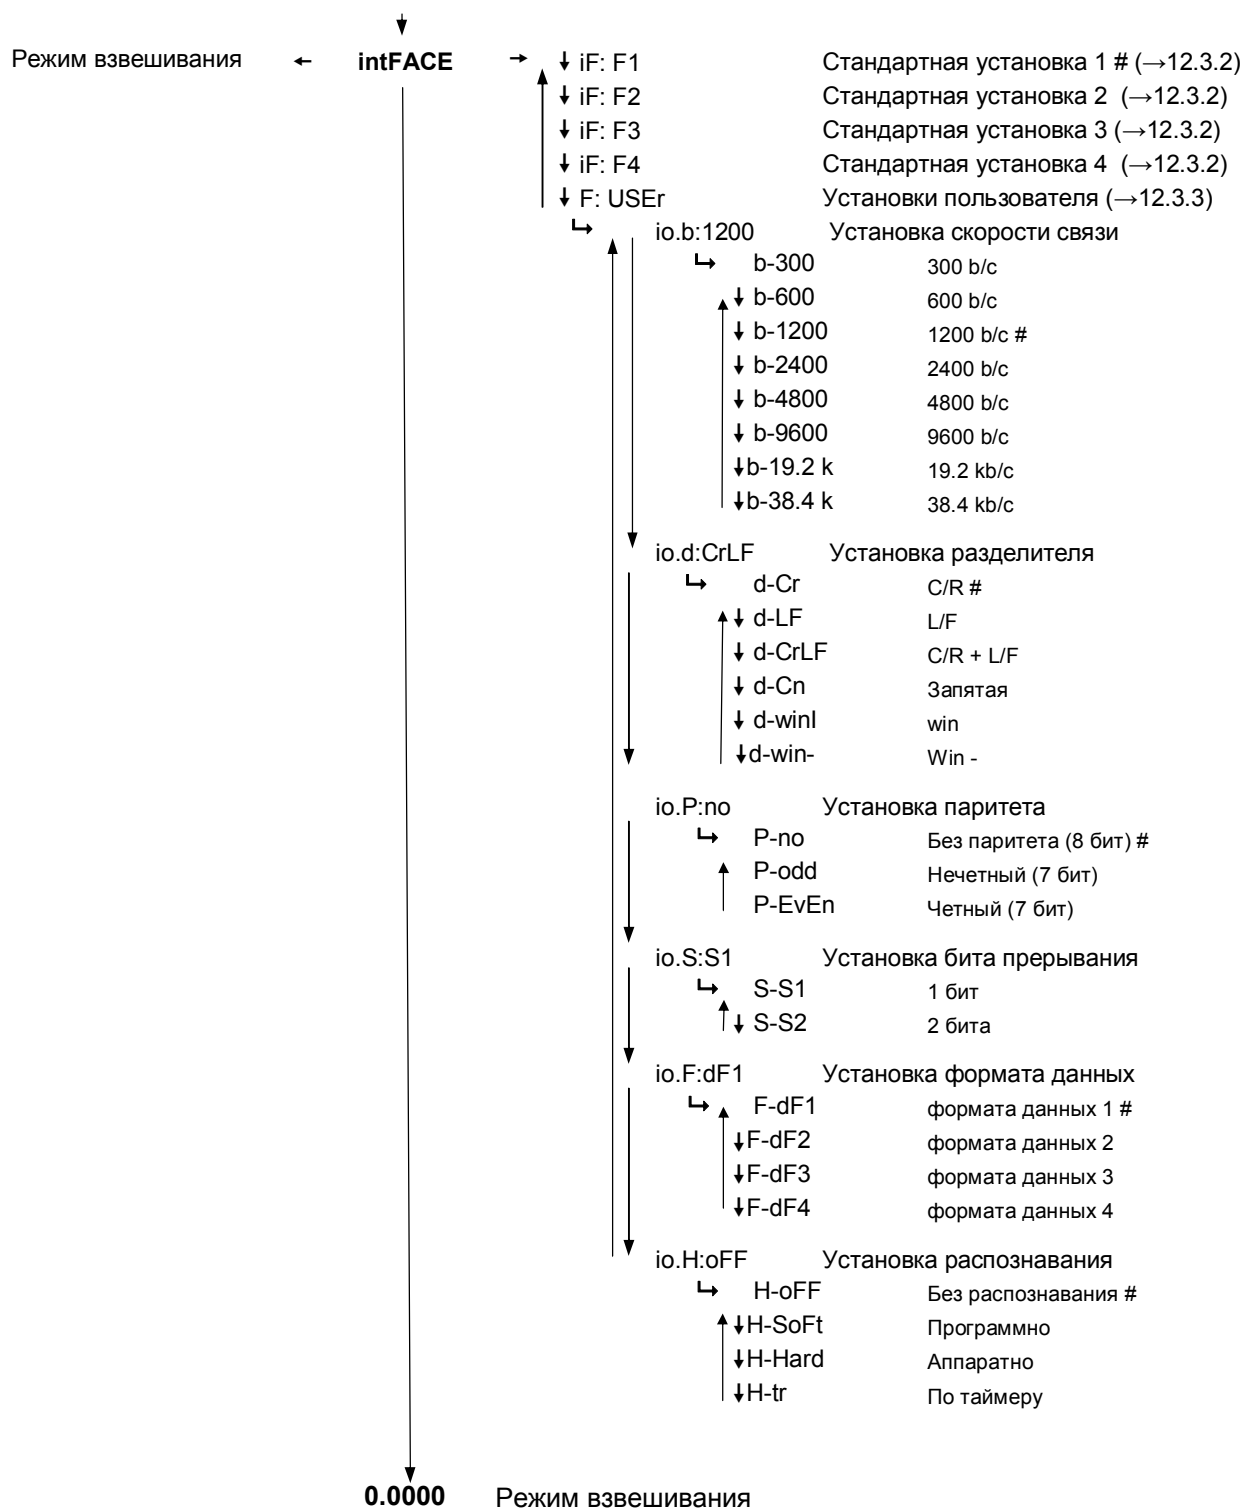 Режим взвешивания ← intFACE → ↓ iF: F1 Стандартная установка 1 # (→12.3.2)
↓ iF: F2 Стандартная установка 2 (→12.3.2)
↓ iF: F3 Стандартная установка 3 (→12.3.2)
↓ iF: F4 Стандартная установка 4 (→12.3.2)
↓ F: USEr Установки пользователя (→12.3.3)
io.b:1200 Установка скорости связи
b-300 300 b/c
↓ b-600 600 b/c
↓ b-1200 1200 b/c #
↓ b-2400 2400 b/c
↓ b-4800 4800 b/c
↓ b-9600 9600 b/c
↓b-19.2 k 19.2 kb/c
↓b-38.4 k 38.4 kb/c
io.d:CrLF Установка разделителя
d-Cr C/R #
↓ d-LF L/F
↓ d-CrLF C/R + L/F
↓ d-Cn Запятая
↓ d-winI win
↓d-win- Win -
io.P:no Установка паритета
P-no Без паритета (8 бит) #
P-odd Нечетный (7 бит)
P-EvEn Четный (7 бит)
io.S:S1 Установка бита прерывания
S-S1 1 бит
↓ S-S2 2 бита
io.F:dF1 Установка формата данных
F-dF1 формата данных 1 #
↓F-dF2 формата данных 2
↓F-dF3 формата данных 3
↓F-dF4 формата данных 4
io.H:oFF Установка распознавания
H-oFF Без распознавания #
↓H-SoFt Программно
↓H-Hard Аппаратно
↓H-tr По таймеру
0.0000 Режим взвешивания